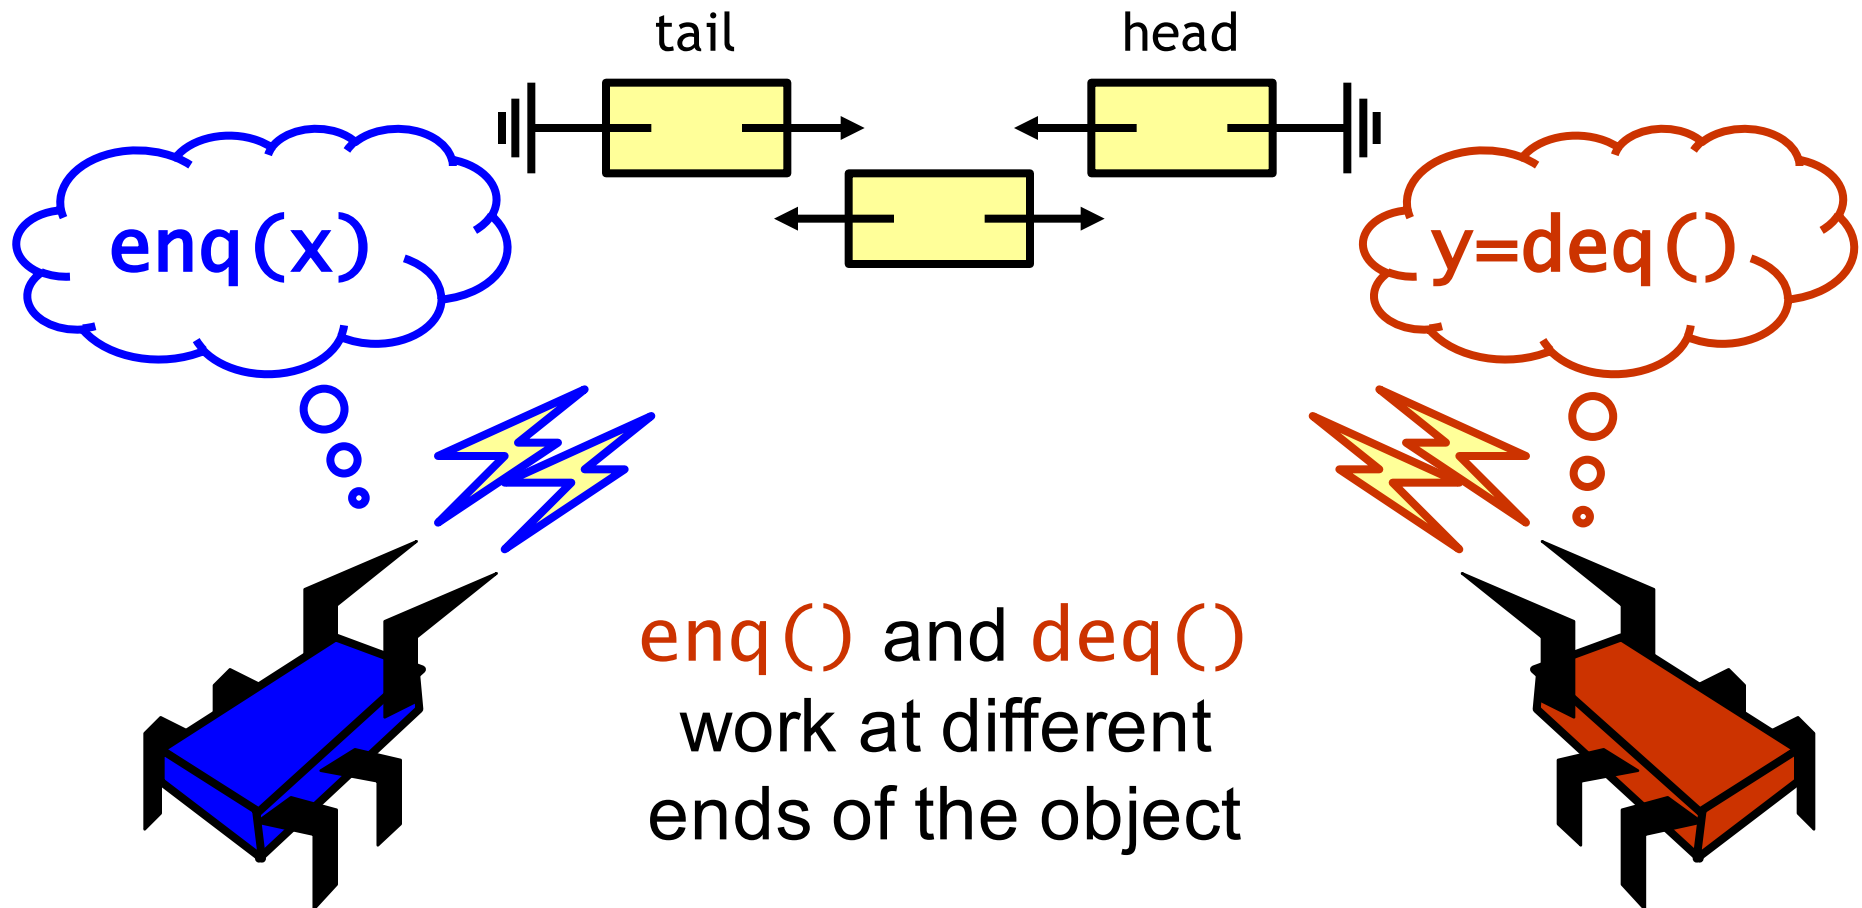 tail
head
enq(x)
y=deq()
enq() and deq()
work at different
ends of the object